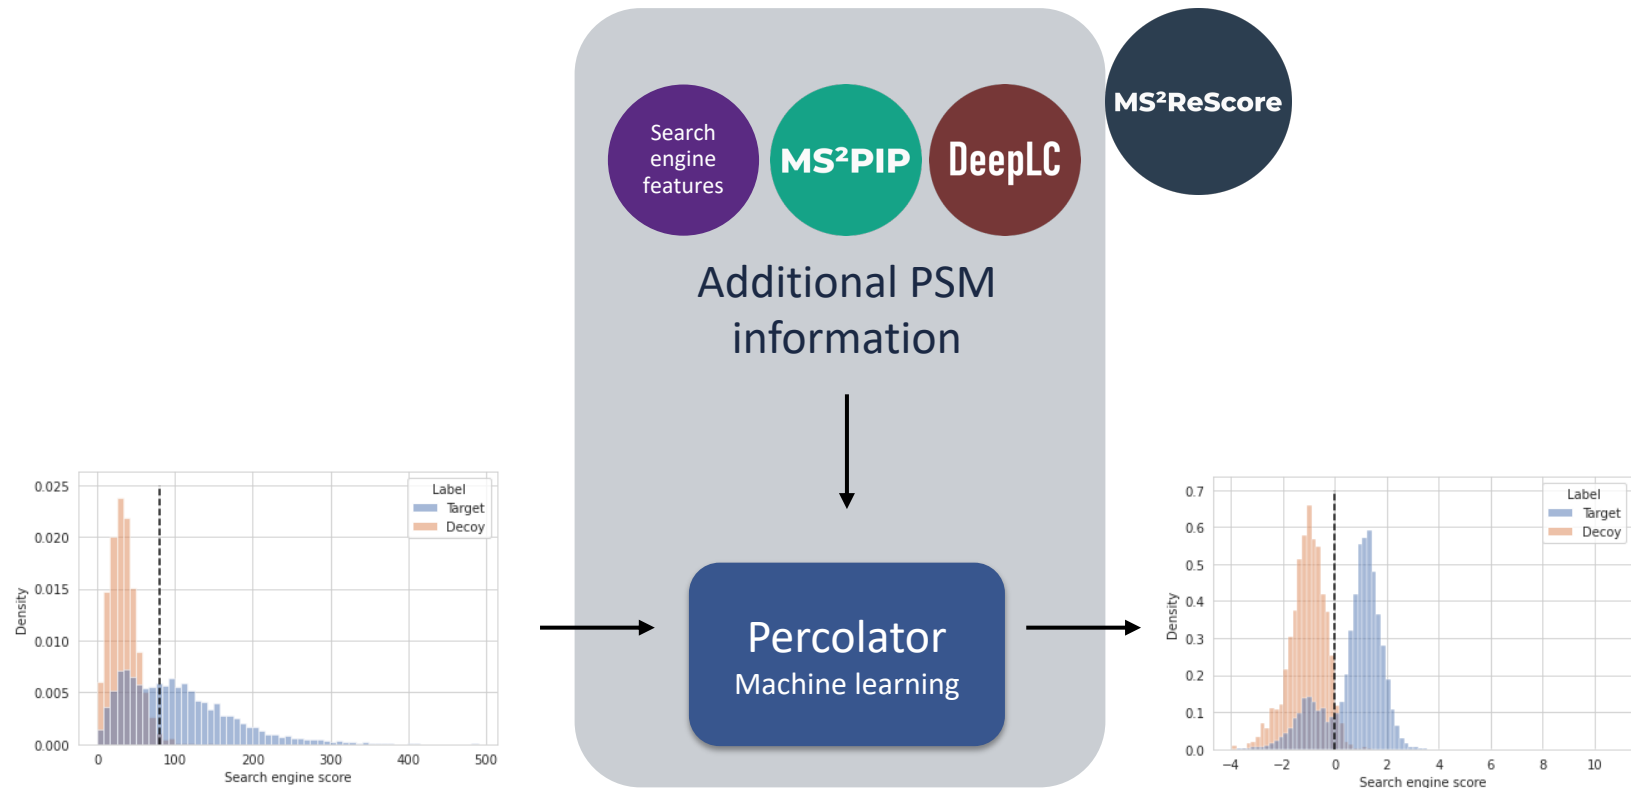 Search
engine
features
MS²PIP
DeepLC
MS²ReScore
Additional PSM
information
Percolator
Machine learning
0.025
0.020
0.015
0.010
0.005
0.000
Density
0
100
200
300
400
500
Search engine score
Label
Target
Decoy
0.7
0.6
0.5
0.4
0.3
0.2
0.1
0.0
Density
−4
−2
0
2
4
6
8
10
Search engine score
Label
Target
Decoy